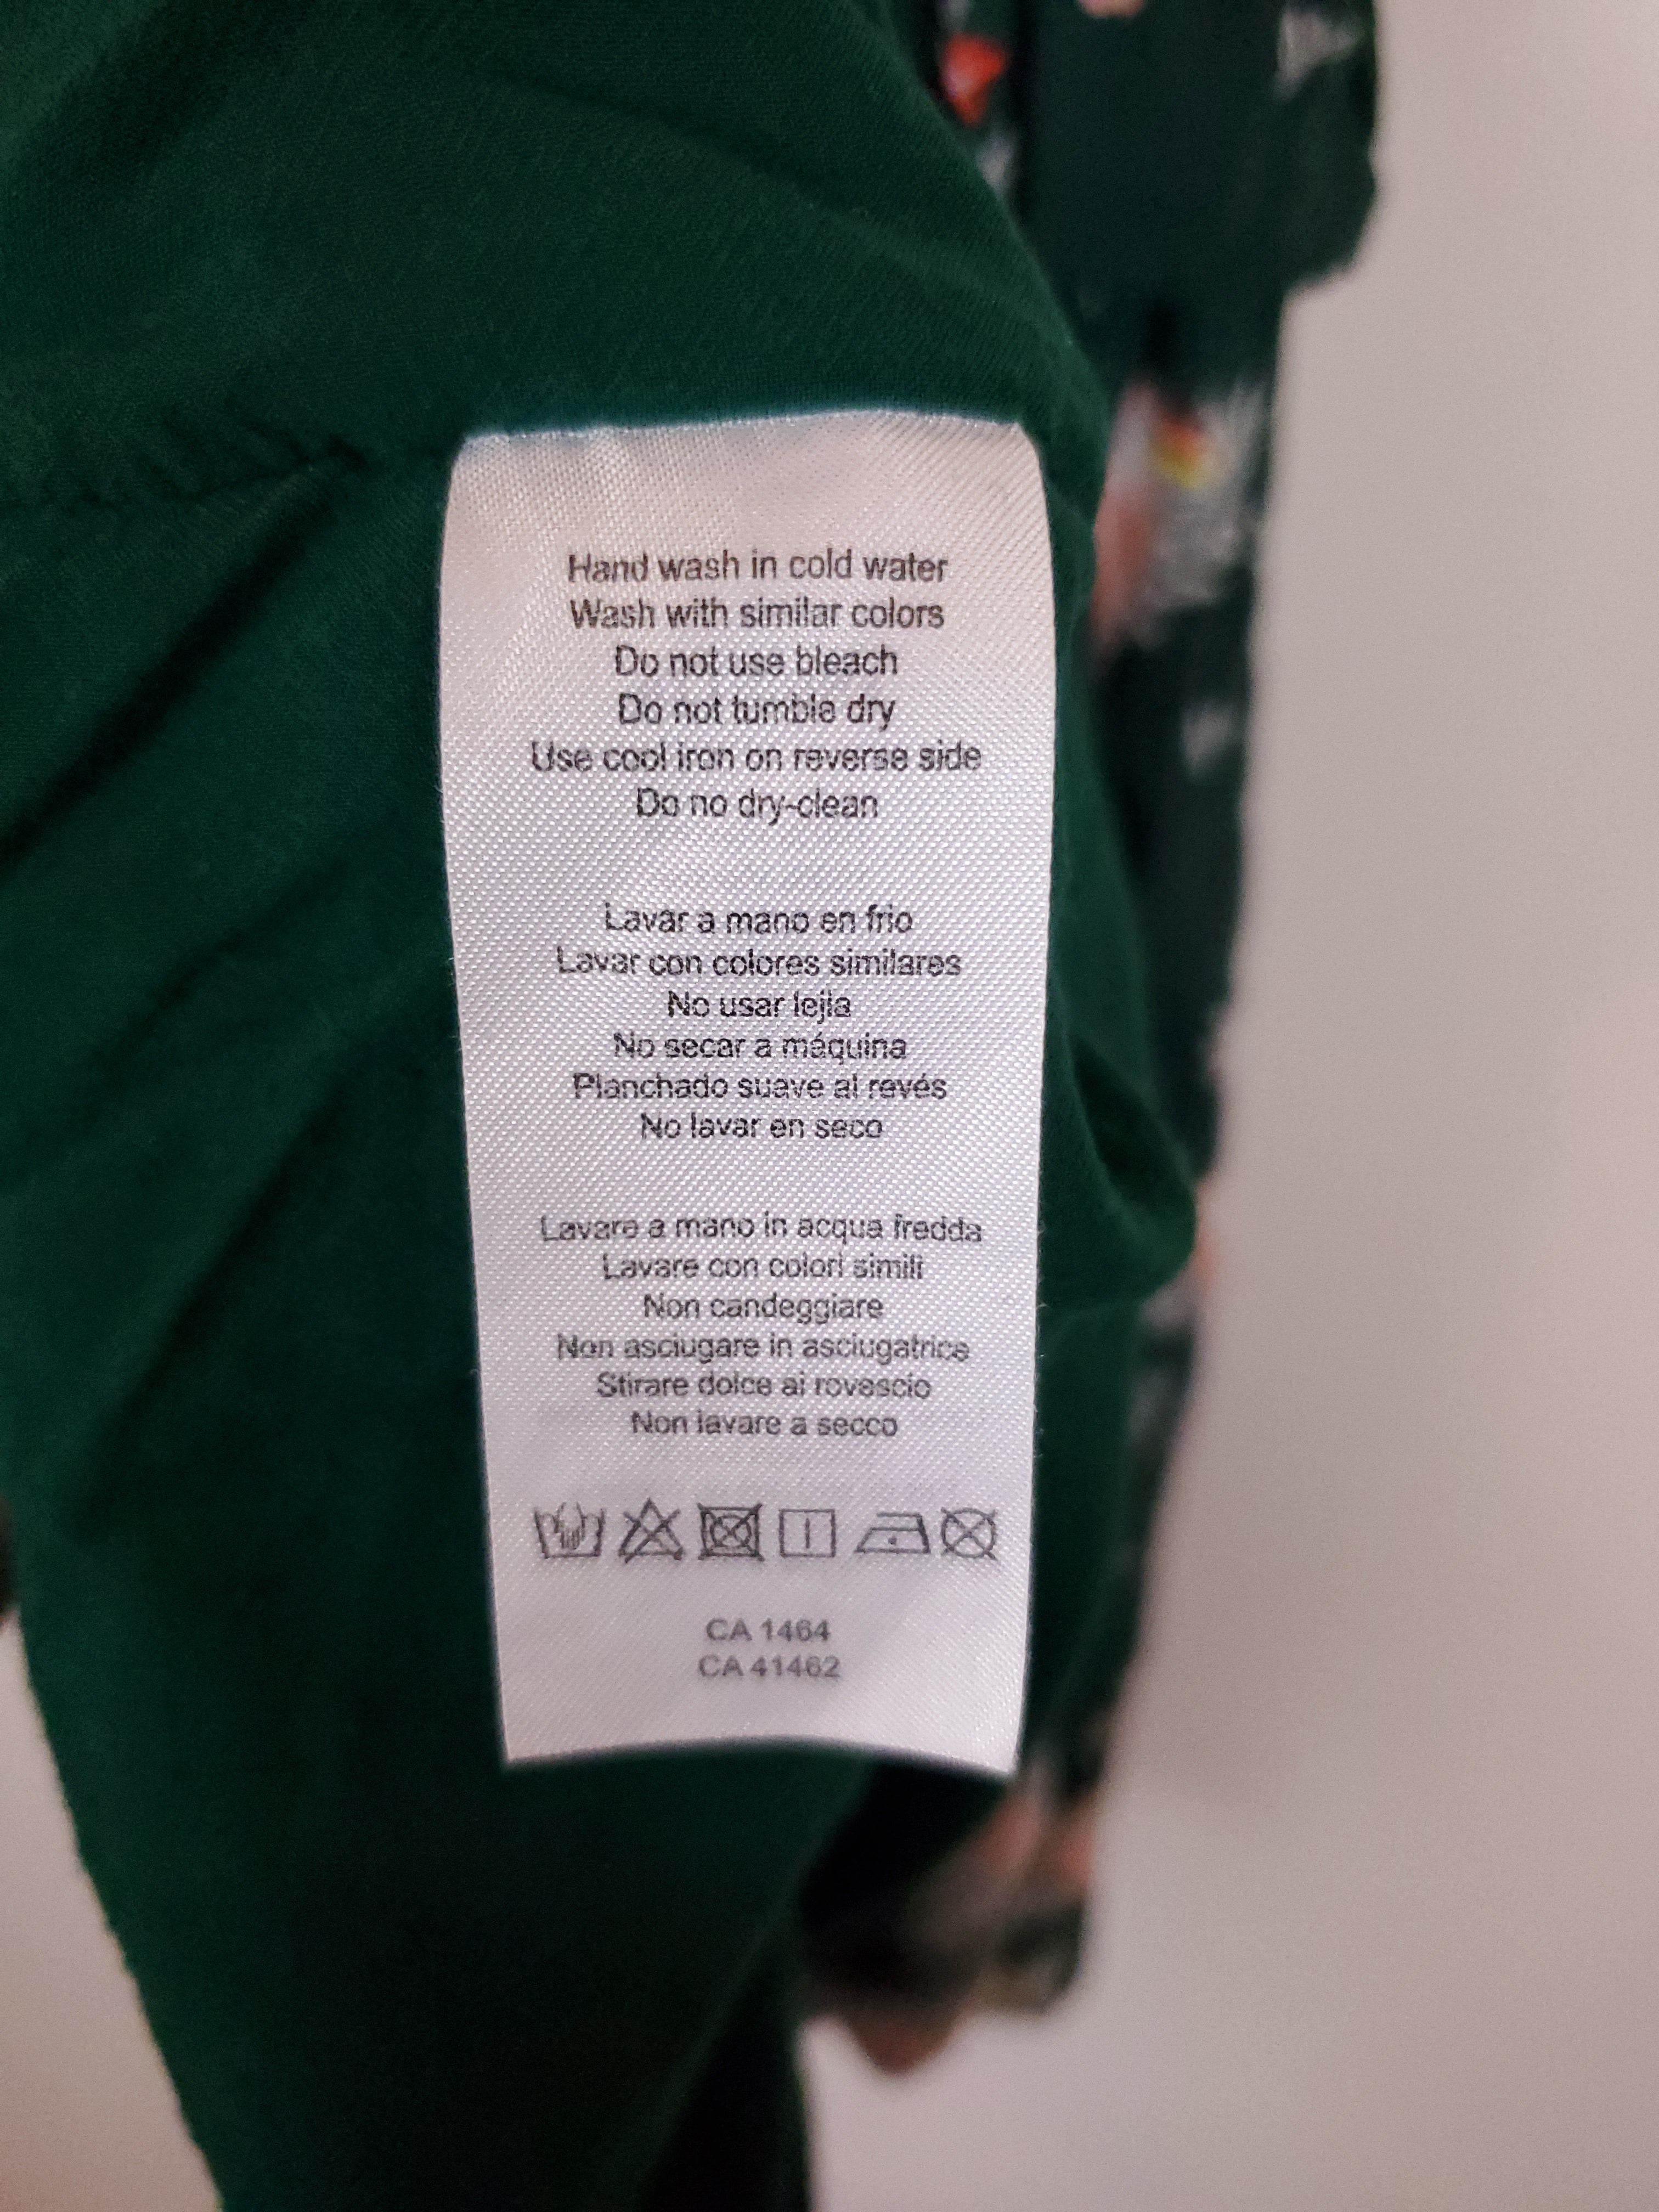 Hand wash in cold water
Wash with similar colors
Do not use bleach
Do not tumble dry
Use cool iron on reverse side
Do no dry-clean
Lavar a mano en frio
Lavar con colores similares
No usar lejía
No secar a máquina
Planchado suave al revés
No lavar en seco
Lavare a mano in acqua fredda
Lavare con colori simili
Non candeggiare
Non asciugare in asciugatrice
Stirare dolce al rovescio
Non lavare a secco
CA 1464
CA 41462